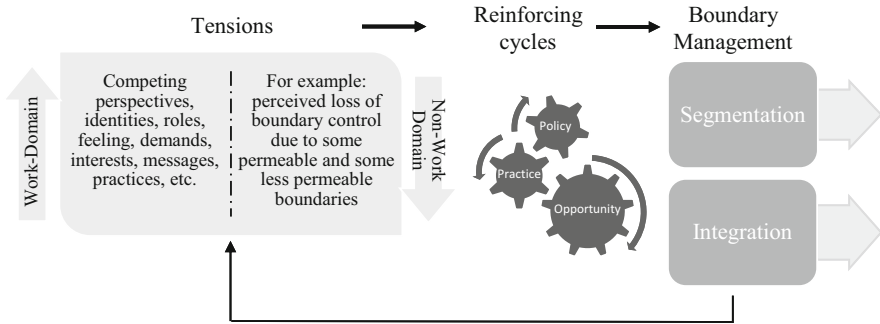 Tensions
Reinforcing
cycles
Boundary
Management
Work-Domain
Competing
perspectives,
identities, roles,
feeling, demands,
interests, messages,
practices, etc.
For example:
perceived loss of
boundary control
due to some
permeable and some
less permeable
boundaries
Non-Work
Domain
Policy
Practice
Opportunity
Segmentation
Integration